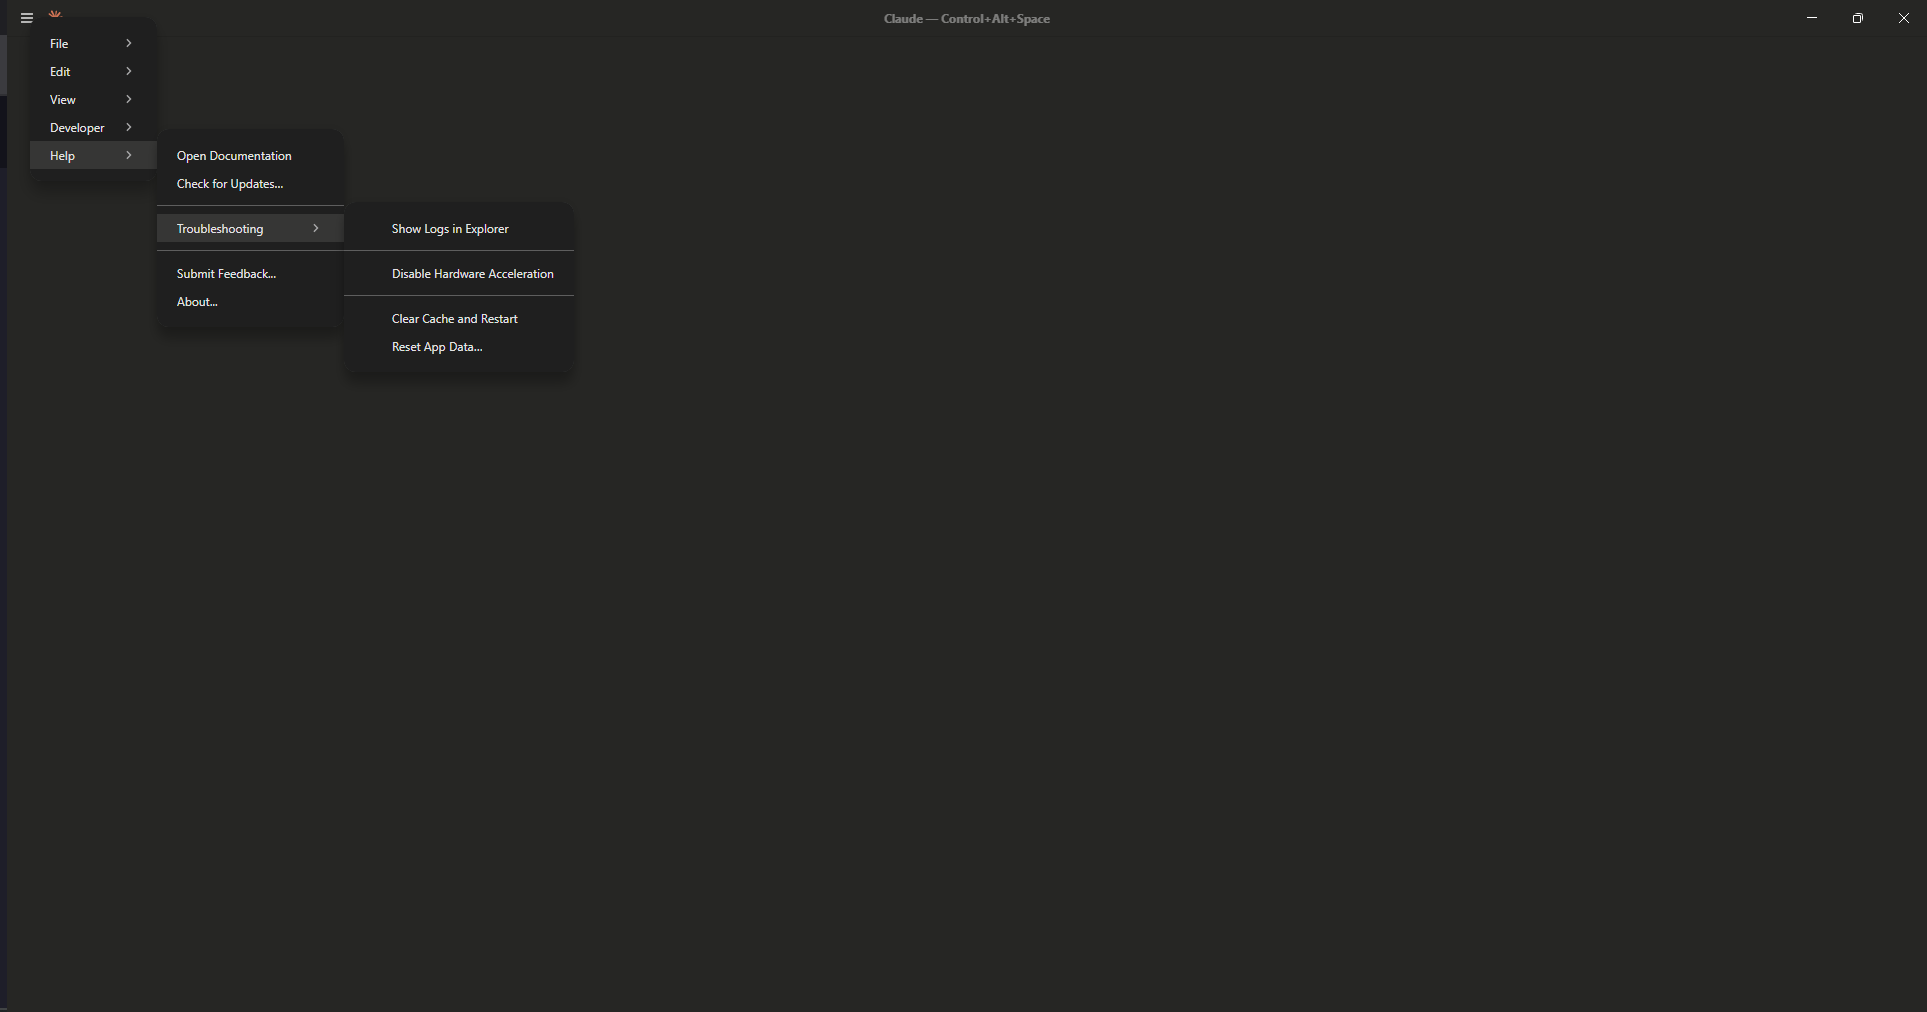 Claude — Control+Alt+Space
File
Edit
View
Developer
Help
Open Documentation
Check for Updates...
Troubleshooting
Submit Feedback...
About...
Show Logs in Explorer
Disable Hardware Acceleration
Clear Cache and Restart
Reset App Data...